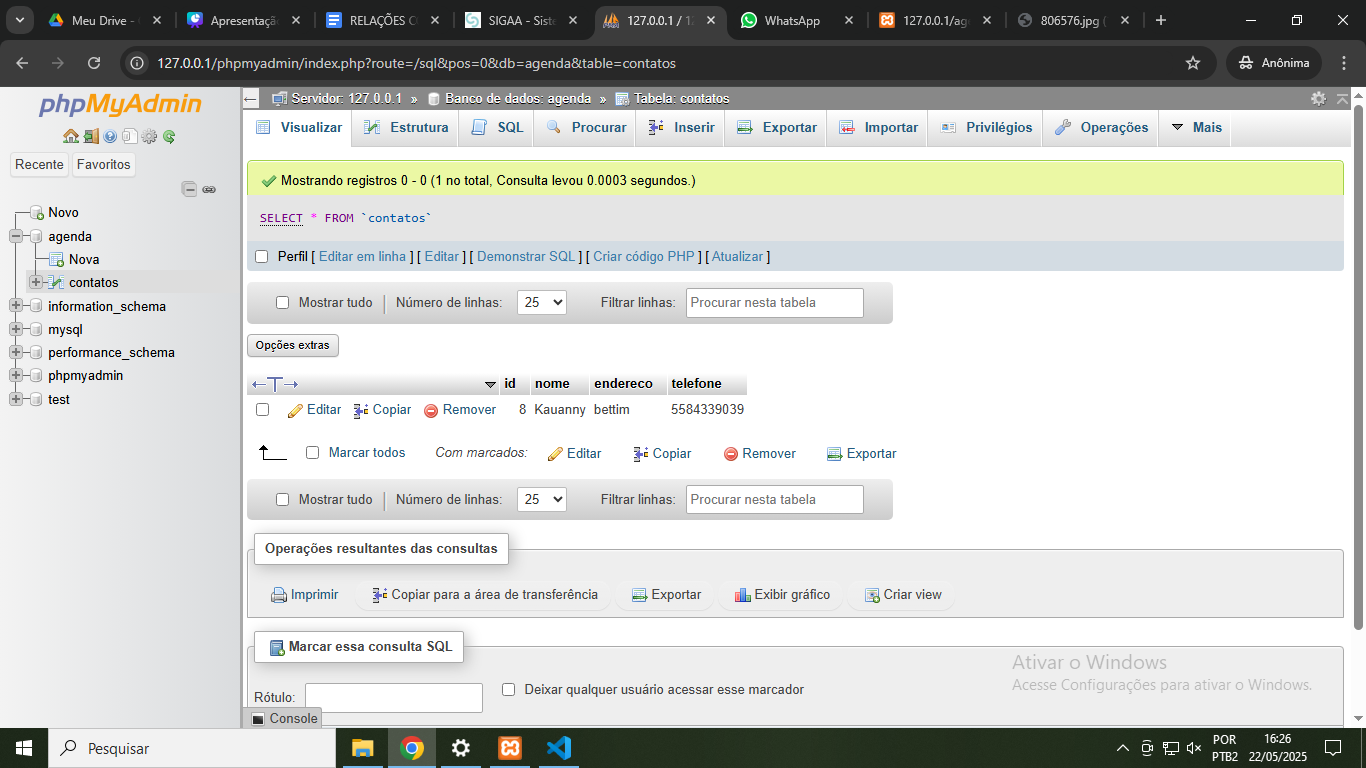 Meu Drive -
Apresentação
RELAÇÕES O
SIGAA - Siste
127.0.0.1 / 12
WhatsApp
127.0.0.1/age
806576.jpg (
127.0.0.1/phpmyadmin/index.php?route=/sql&pos=0&db=agenda&table=contatos
Anônima
phpMyAdmin
Recente
Favoritos
Novo
agenda
Nova
contatos
information_schema
mysql
performance_schema
phpmyadmin
test
Servidor: 127.0.0.1 » Banco de dados: agenda » Tabela: contatos
Visualizar Estrutura SQL Procurar Inserir Exportar Importar Privilégios Operações Mais
Mostrando registros 0 - 0 (1 no total, Consulta levou 0.0003 segundos.)
SELECT * FROM `contatos`
Perfil [ Editar em linha ] [ Editar ] [ Demonstrar SQL ] [ Criar código PHP ] [ Atualizar ]
Mostrar tudo | Número de linhas: 25 Filtrar linhas: Procurar nesta tabela
Opções extras
←T→ id nome endereco telefone
Editar Copiar Remover 8 Kauanny bettim 5584339039
Marcar todos Com marcados: Editar Copiar Remover Exportar
Mostrar tudo | Número de linhas: 25 Filtrar linhas: Procurar nesta tabela
Operações resultantes das consultas
Imprimir Copiar para a área de transferência Exportar Exibir gráfico Criar view
Marcar essa consulta SQL
Rótulo: Deixar qualquer usuário acessar esse marcador
Console
Ativar o Windows
Acesse Configurações para ativar o Windows.
Pesquisar
POR
PTB2
16:26
22/05/2025